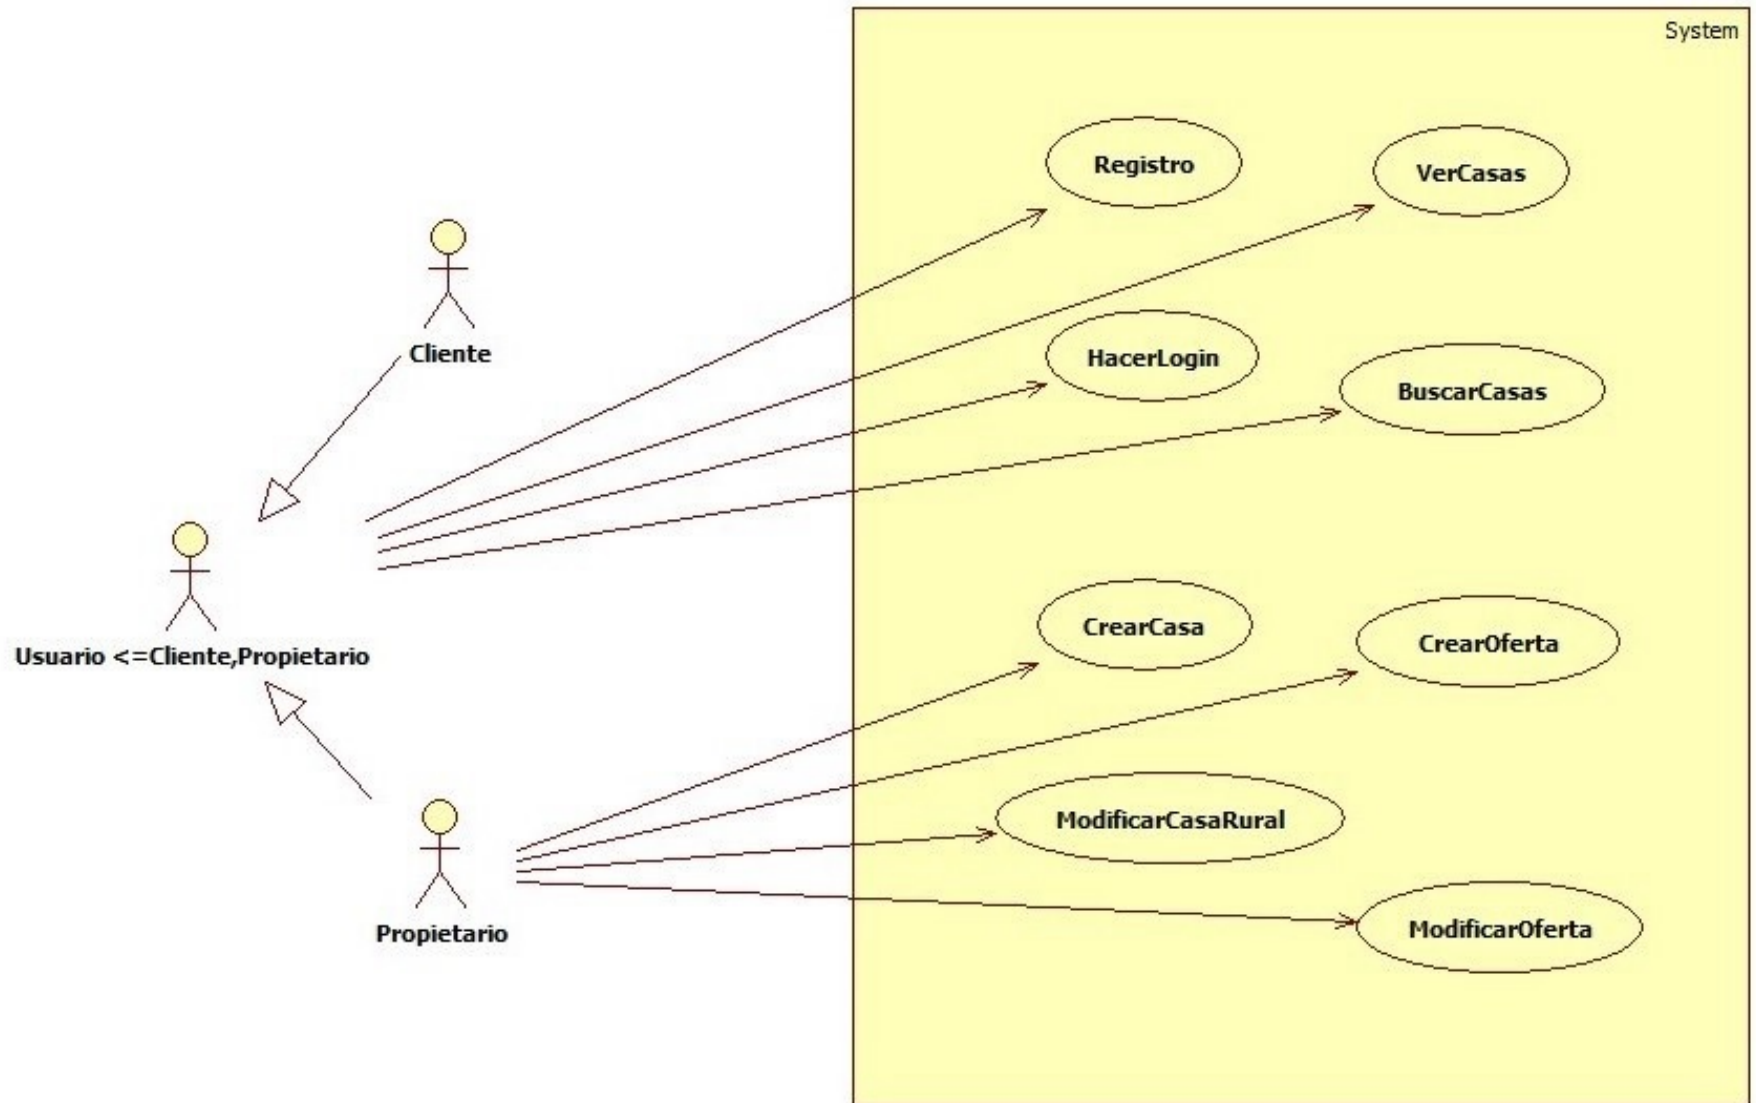 System
Registro
VerCasas
Cliente
HacerLogin
BuscarCasas
Usuario <=Cliente,Propietario
CrearCasa
CrearOferta
ModificarCasaRural
Propietario
ModificarOferta